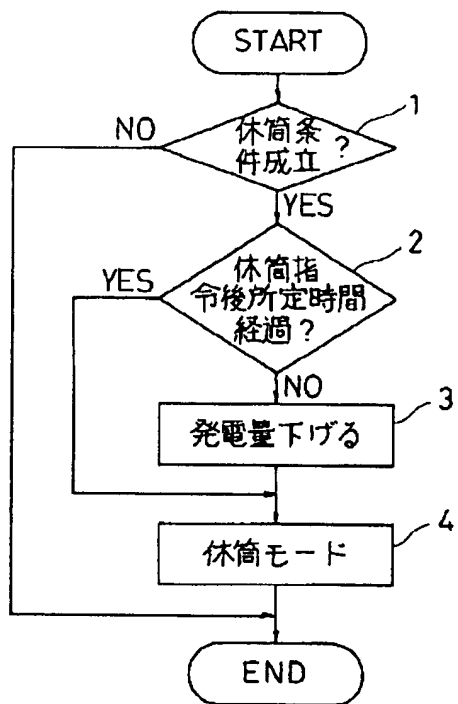 START
1
NO
休筒条
件成立?
YES
2
YES
休筒指
令後所定時間
経過?
NO
3
発電量下げる
4
休筒モード
END